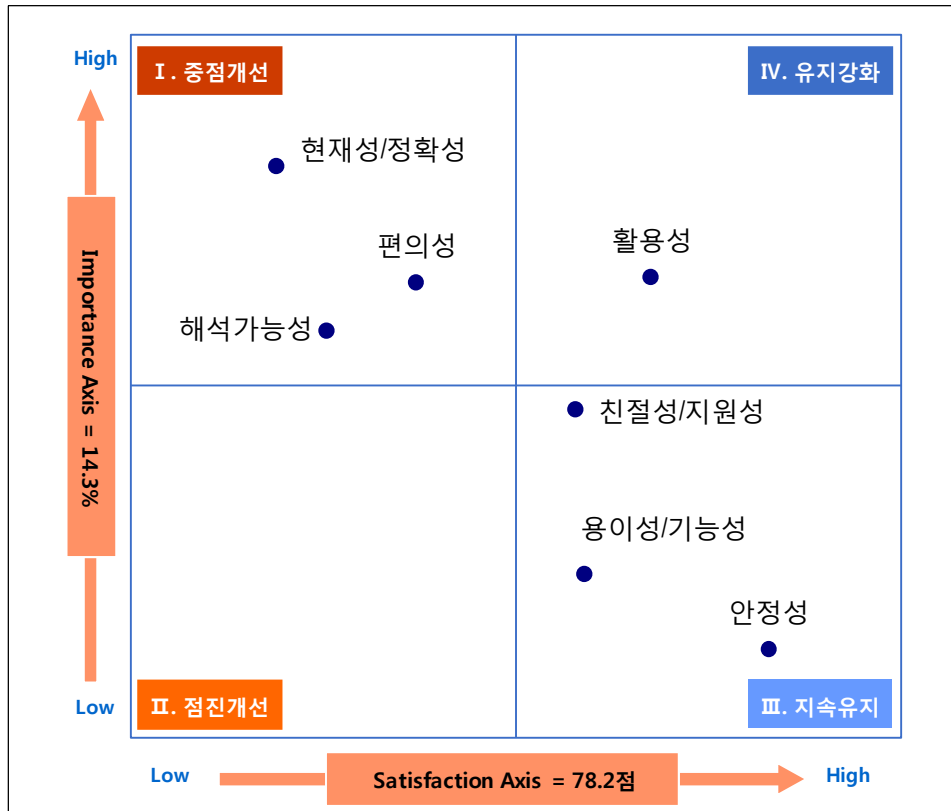 High
Ⅰ. 중점개선
Ⅳ. 유지강화
현재성/정확성
편의성
활용성
해석가능성
Importance Axis = 14.3%
친절성/지원성
용이성/기능성
안정성
Low
Ⅱ. 점진개선
Ⅲ. 지속유지
Low
Satisfaction Axis = 78.2점
High